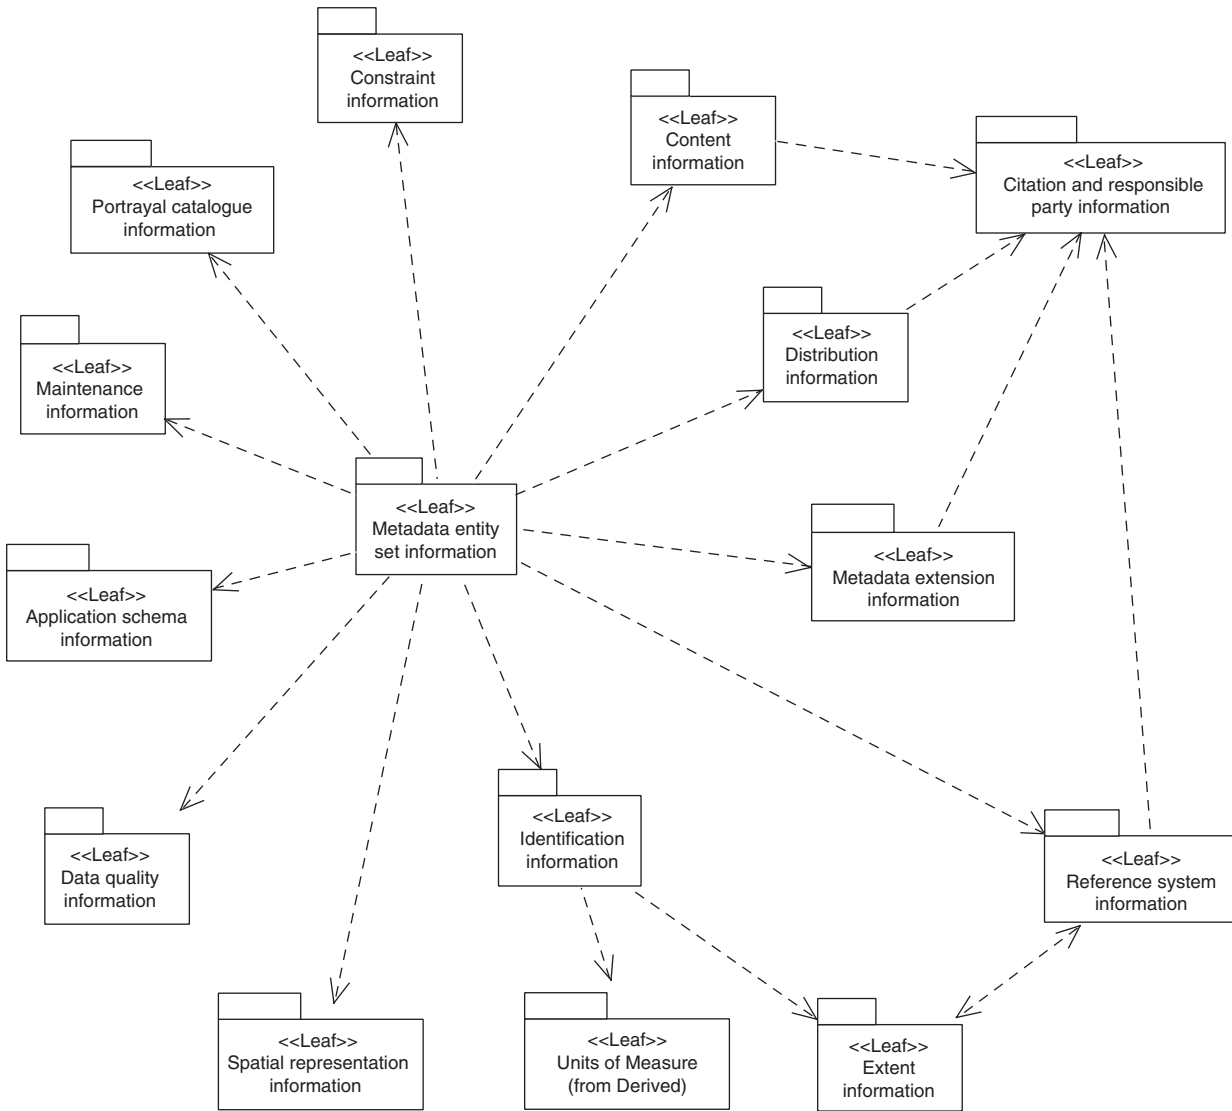 <<Leaf>>
Constraint
information
<<Leaf>>
Content
information
<<Leaf>>
Citation and responsible
party information
<<Leaf>>
Portrayal catalogue
information
<<Leaf>>
Distribution
information
<<Leaf>>
Maintenance
information
<<Leaf>>
Metadata entity
set information
<<Leaf>>
Metadata extension
information
<<Leaf>>
Application schema
information
<<Leaf>>
Identification
information
<<Leaf>>
Data quality
information
<<Leaf>>
Reference system
information
<<Leaf>>
Spatial representation
information
<<Leaf>>
Units of Measure
(from Derived)
<<Leaf>>
Extent
information